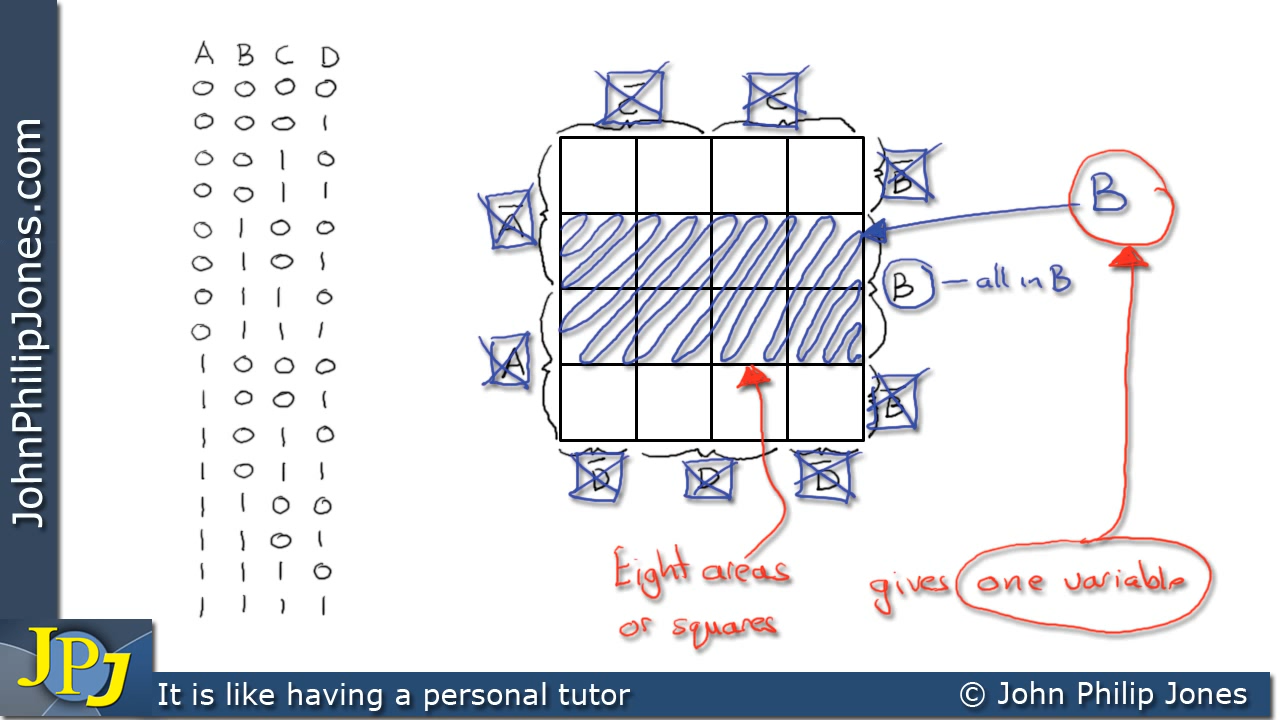 JohnPhilipJones.com
A B C D
0 0 0 0
0 0 0 1
0 0 1 0
0 0 1 1
0 1 0 0
0 1 0 1
0 1 1 0
0 1 1 1
1 0 0 0
1 0 0 1
1 0 1 0
1 0 1 1
1 1 0 0
1 1 0 1
1 1 1 0
1 1 1 1
C̅ C
B̅
A̅
B
B – all in B
A
B̅
D̅ D D̅
Eight areas
or squares
gives one variable
JPJ
It is like having a personal tutor
© John Philip Jones